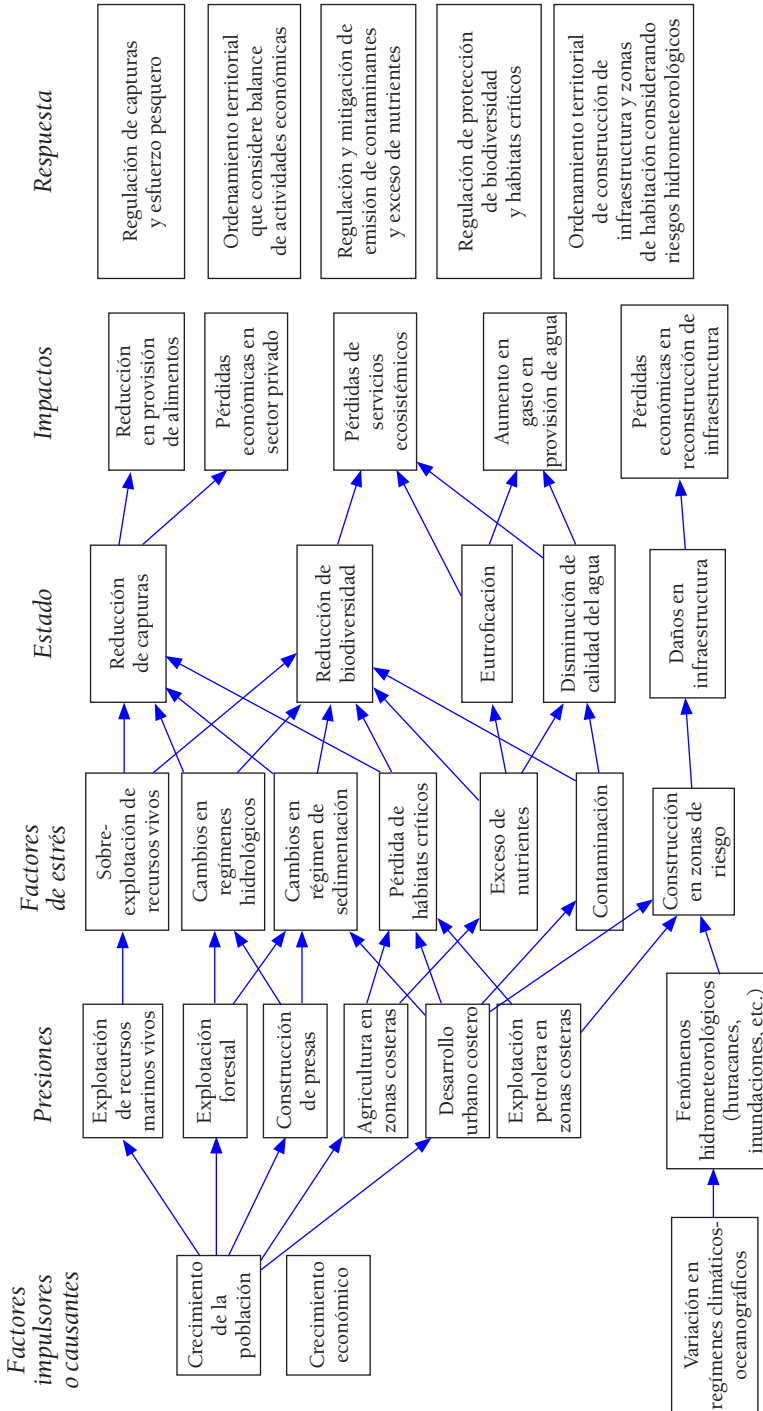 Factores
impulsores
o causantes
Crecimiento
de la
población
Crecimiento
económico
Variación en
regímenes climáticos-
oceanográficos
Presiones
Explotación
de recursos
marinos vivos
Explotación
forestal
Construcción
de presas
Agricultura en
zonas costeras
Desarrollo
urbano costero
Explotación
petrolera en
zonas costeras
Fenómenos
hidrometeorológicos
(huracanes,
inundaciones, etc.)
Factores
de estrés
Sobre-
explotación de
recursos vivos
Cambios en
regímenes
hidrológicos
Cambios en
régimen de
sedimentación
Pérdida de
hábitats críticos
Exceso de
nutrientes
Contaminación
Construcción
en zonas de
riesgo
Estado
Reducción
de capturas
Reducción de
biodiversidad
Eutroficación
Disminución de
calidad del agua
Daños en
infraestructura
Impactos
Reducción
en provisión
de alimentos
Pérdidas
económicas en
sector privado
Pérdidas de
servicios
ecosistémicos
Aumento en
gasto en
provisión de agua
Pérdidas
económicas en
reconstrucción de
infraestructura
Respuesta
Regulación de capturas
y esfuerzo pesquero
Ordenamiento territorial
que considere balance
de actividades económicas
Regulación y mitigación de
emisión de contaminantes
y exceso de nutrientes
Regulación de protección
de biodiversidad
y hábitats críticos
Ordenamiento territorial
de construcción de
infraestructura y zonas
de habitación considerando
riesgos hidrometeorológicos